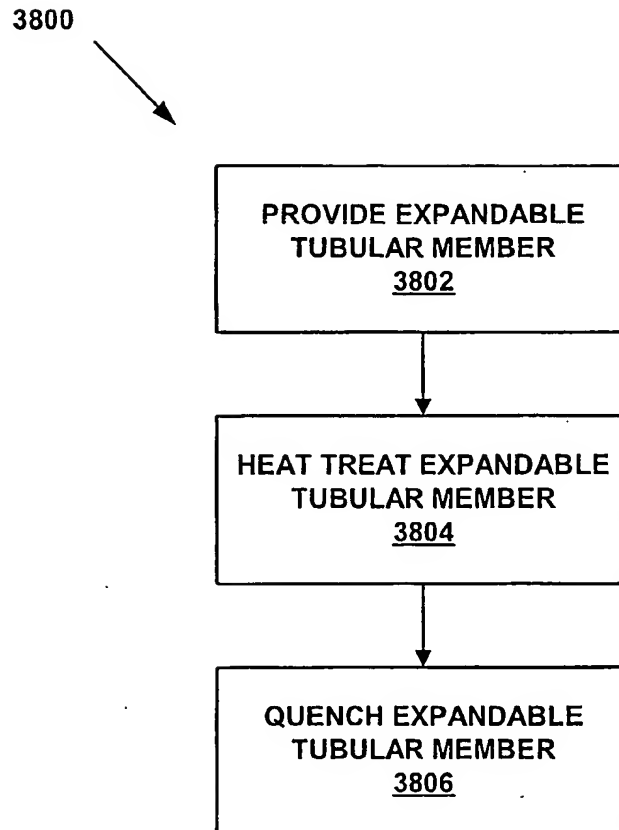 3800
PROVIDE EXPANDABLE
TUBULAR MEMBER
3802
HEAT TREAT EXPANDABLE
TUBULAR MEMBER
3804
QUENCH EXPANDABLE
TUBULAR MEMBER
3806